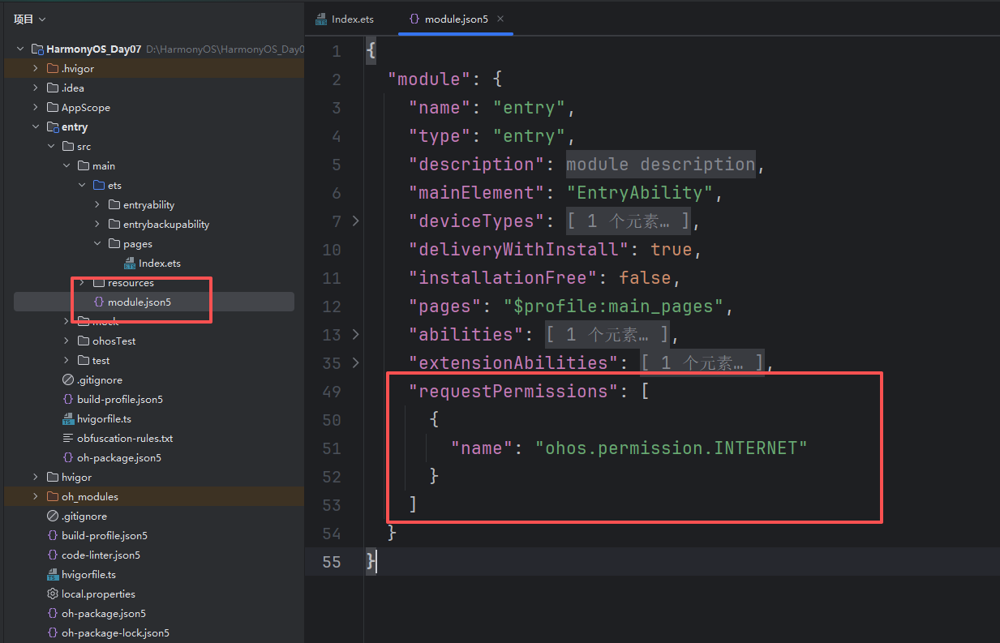 项目
HarmonyOS_Day07 D:\HarmonyOS\HarmonyOS_Day0
.hvigor
.idea
AppScope
entry
src
main
ets
entryability
entrybackupability
pages
Index.ets
resources
module.json5
mock
ohosTest
test
.gitignore
build-profile.json5
hvigorfile.ts
obfuscation-rules.txt
oh-package.json5
hvigor
oh_modules
.gitignore
build-profile.json5
code-linter.json5
hvigorfile.ts
local.properties
oh-package.json5
oh-package-lock.json5
Index.ets module.json5
1 {
2 "module": {
3 "name": "entry",
4 "type": "entry",
5 "description": module description,
6 "mainElement": "EntryAbility",
7 "deviceTypes": [ 1 个元素… ],
10 "deliveryWithInstall": true,
11 "installationFree": false,
12 "pages": "$profile:main_pages",
13 "abilities": [ 1 个元素… ],
35 "extensionAbilities": [ 1 个元素… ],
49 "requestPermissions": [
50 {
51 "name": "ohos.permission.INTERNET"
52 }
53 ]
54 }
55 }